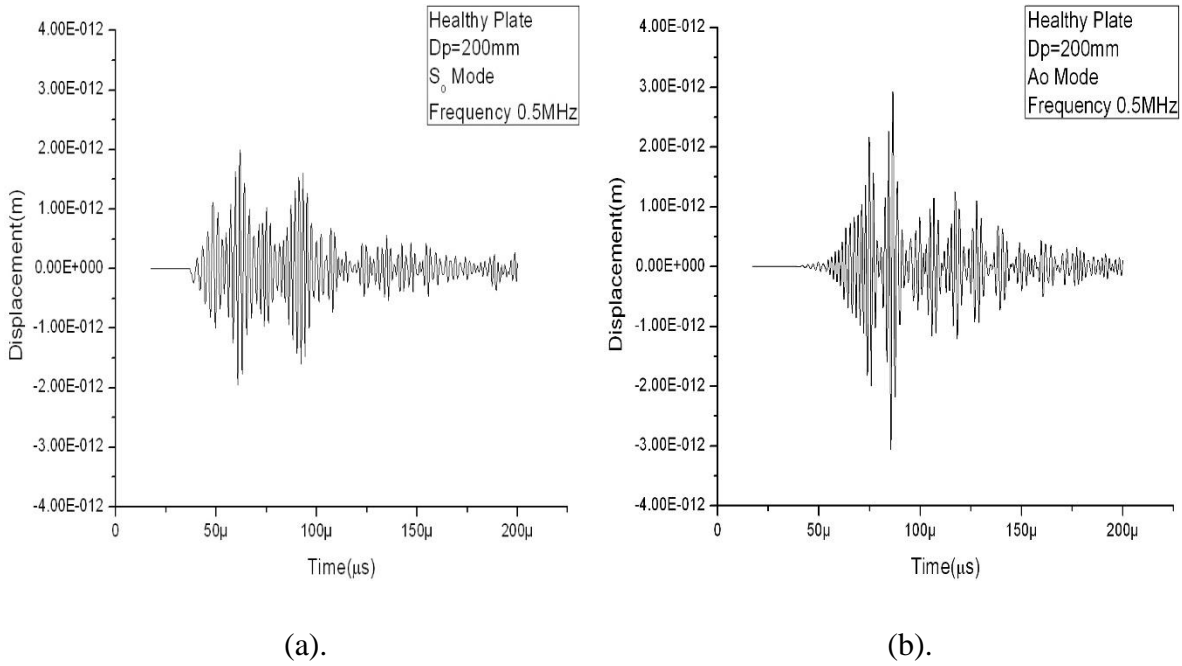 Healthy Plate
Dp=200mm
S₀ Mode
Frequency 0.5MHz
4.00E-012
3.00E-012
2.00E-012
1.00E-012
0.00E+000
-1.00E-012
-2.00E-012
-3.00E-012
-4.00E-012
Displacement(m)
0
50µ
100µ
150µ
200µ
Time(µs)
(a).
Healthy Plate
Dp=200mm
Ao Mode
Frequency 0.5MHz
4.00E-012
3.00E-012
2.00E-012
1.00E-012
0.00E+000
-1.00E-012
-2.00E-012
-3.00E-012
-4.00E-012
Displacement(m)
0
50µ
100µ
150µ
200µ
Time(µs)
(b).